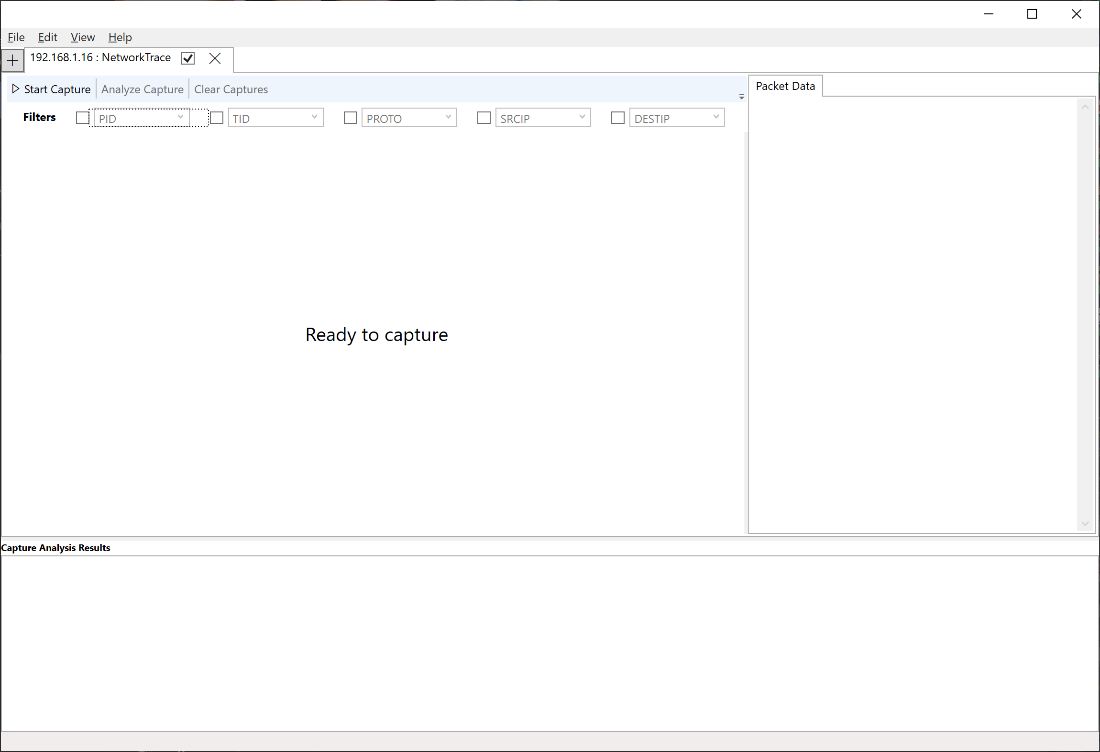 File Edit View Help
+ 192.168.1.16 : NetworkTrace
Start Capture Analyze Capture Clear Captures
Packet Data
Filters PID TID PROTO SRCIP DESTIP
Ready to capture
Capture Analysis Results